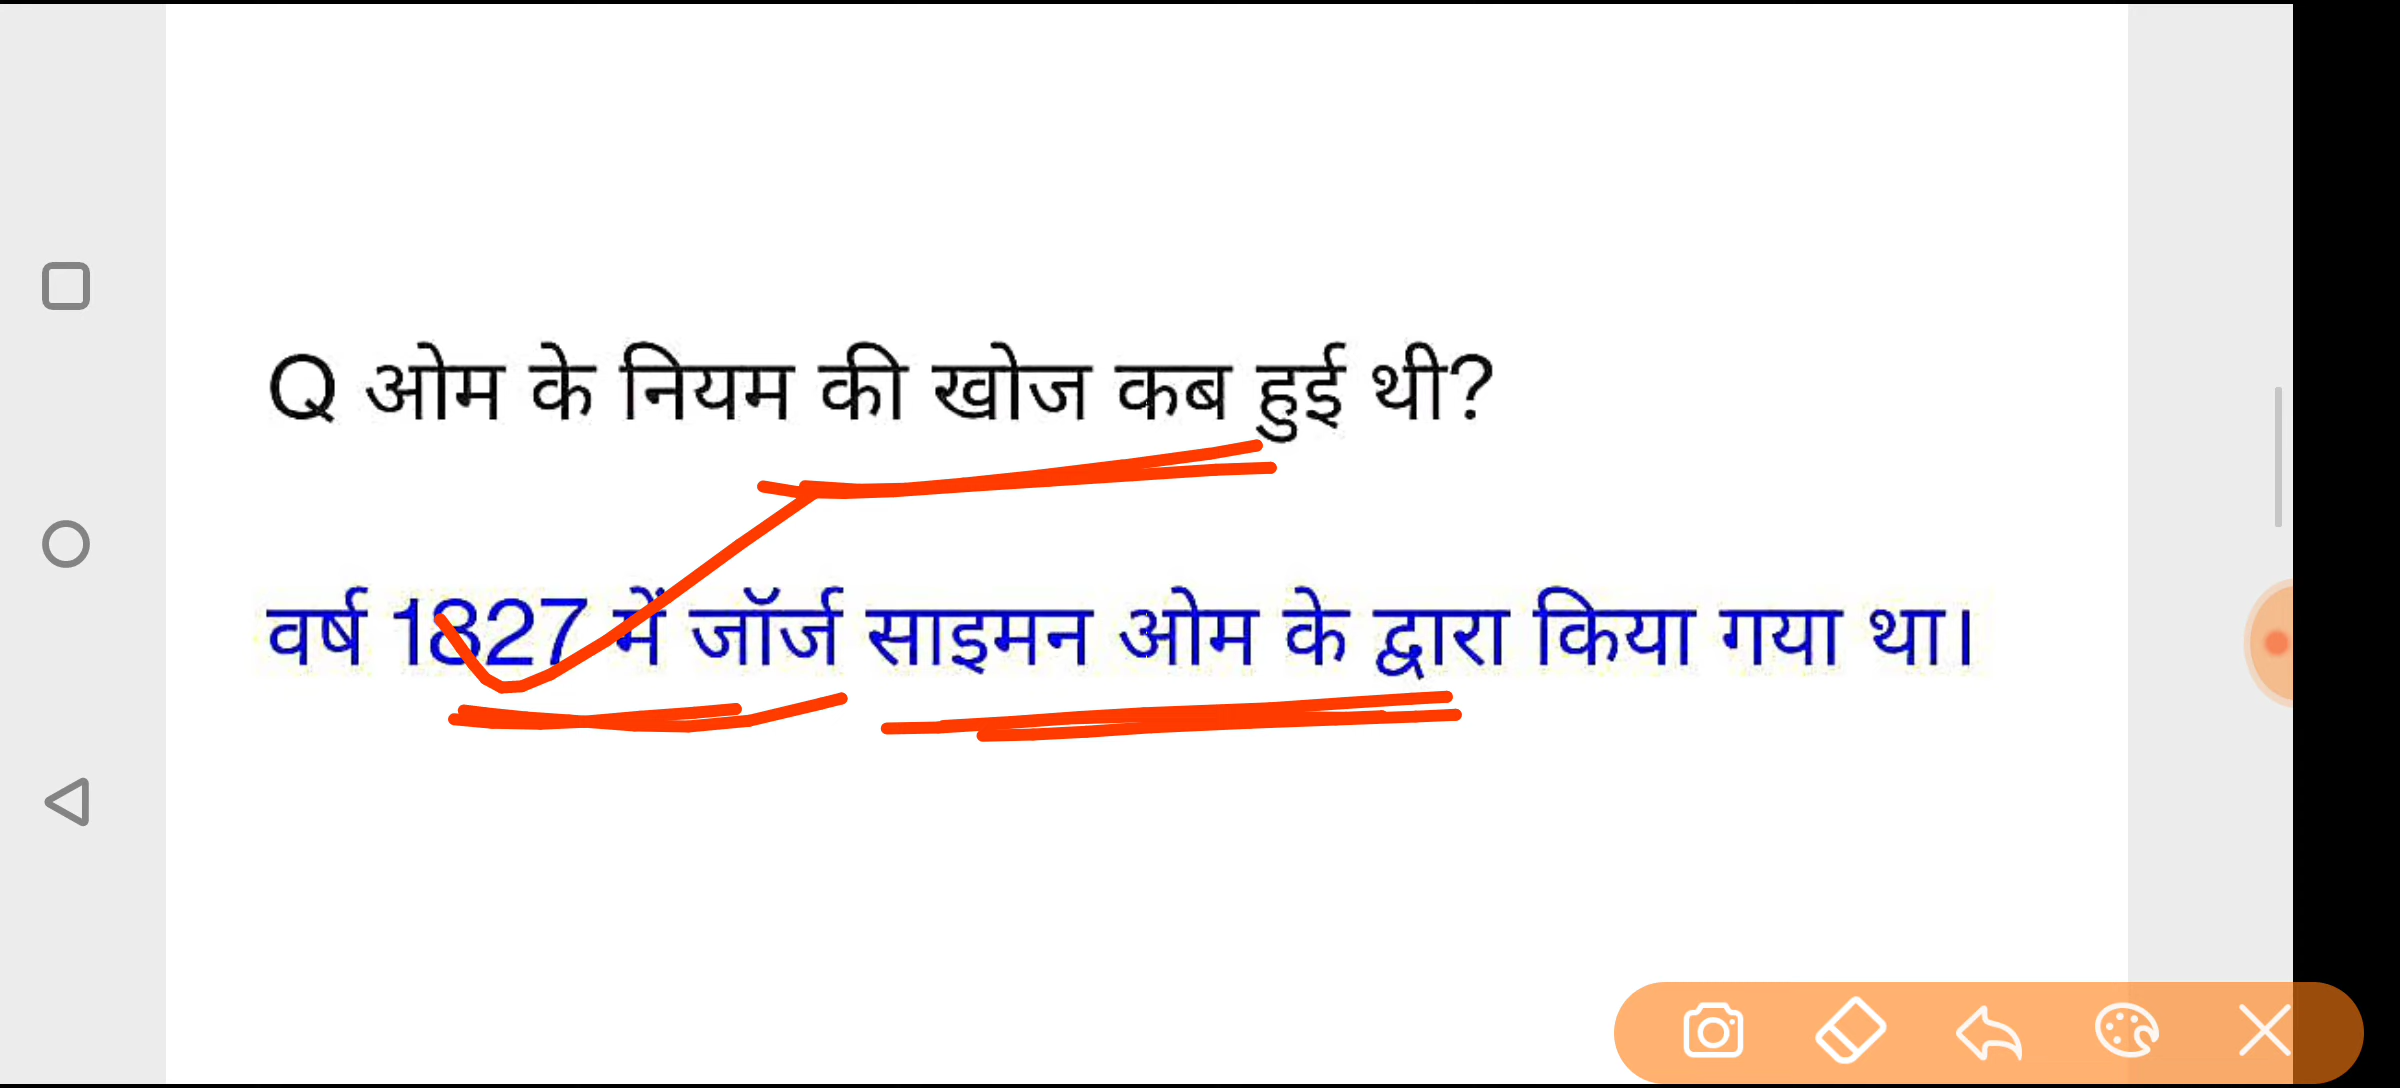 Q ओम के नियम की खोज कब हुई थी?
वर्ष 1827 में जॉर्ज साइमन ओम के द्वारा किया गया था।